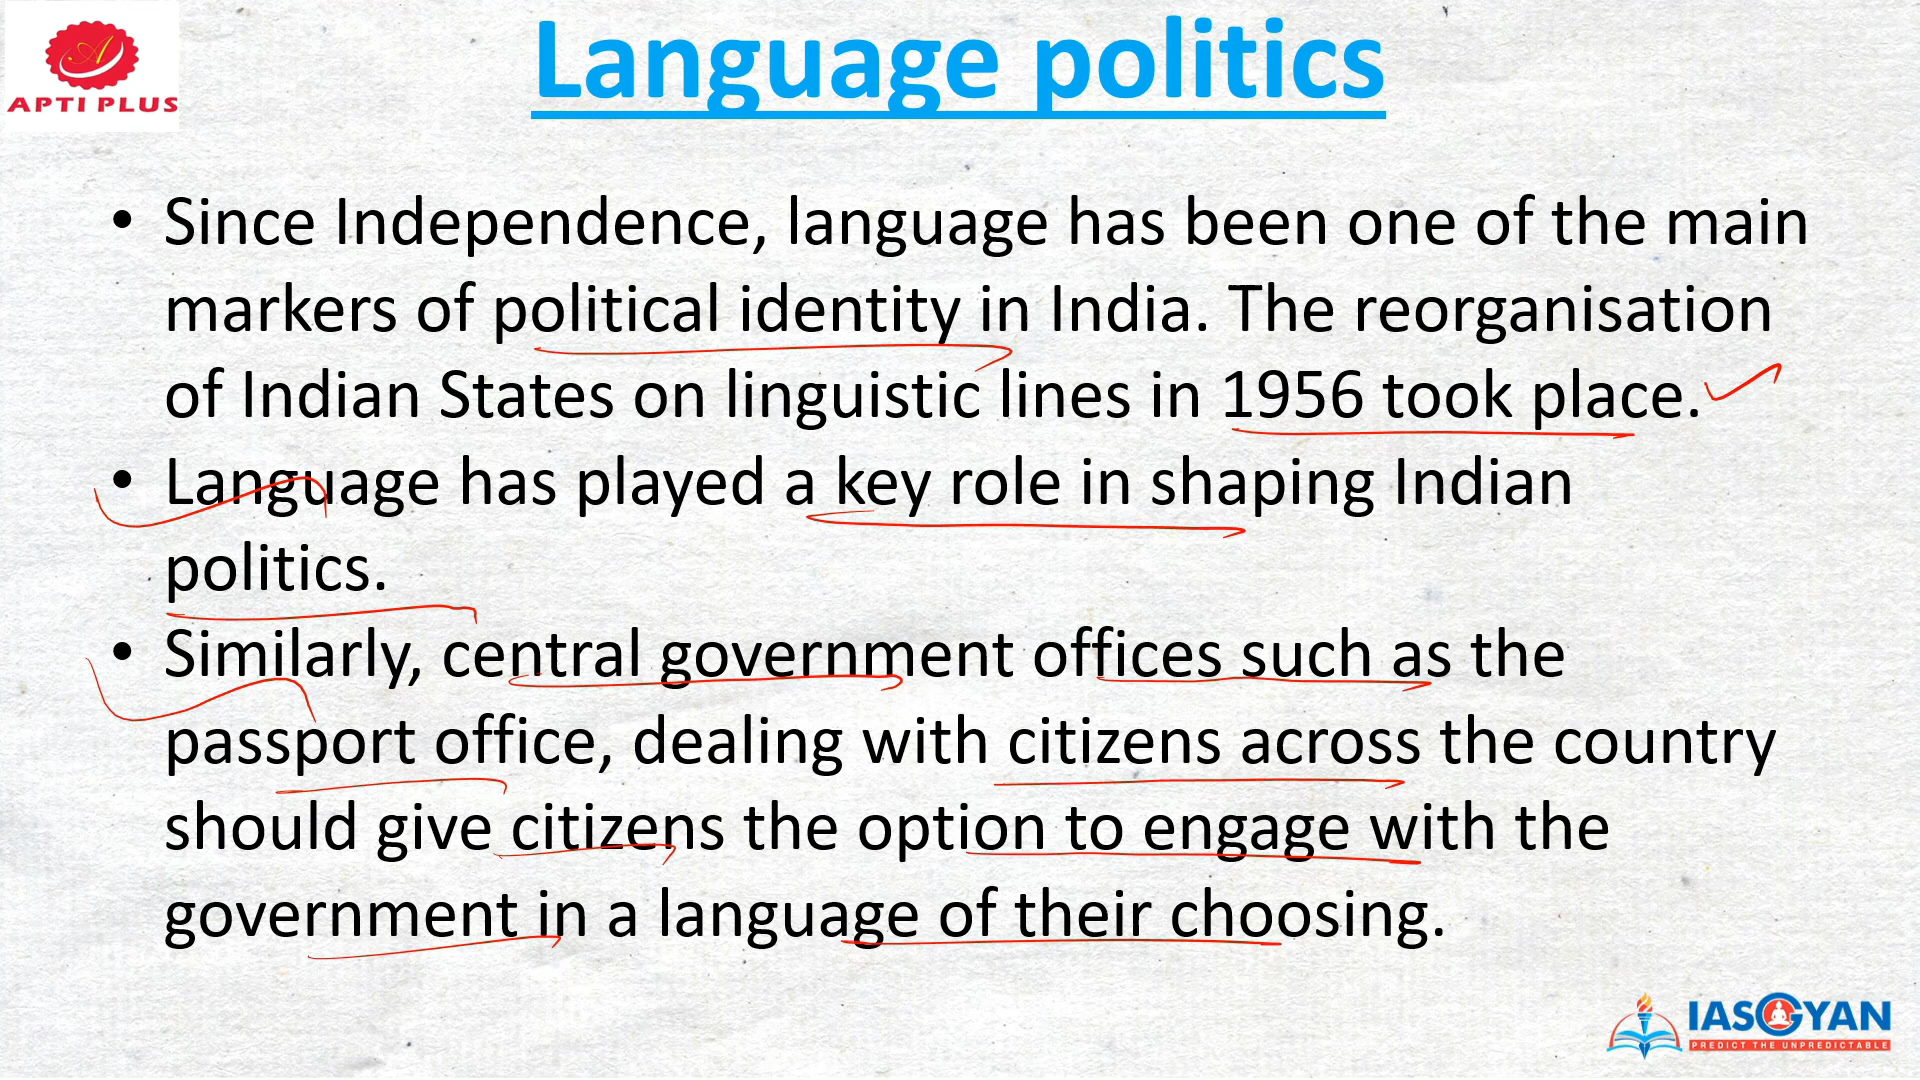 APTI PLUS
Language politics
• Since Independence, language has been one of the main
markers of political identity in India. The reorganisation
of Indian States on linguistic lines in 1956 took place.
• Language has played a key role in shaping Indian
politics.
• Similarly, central government offices such as the
passport office, dealing with citizens across the country
should give citizens the option to engage with the
government in a language of their choosing.
IASGYAN
PREDICT THE UNPREDICTABLE